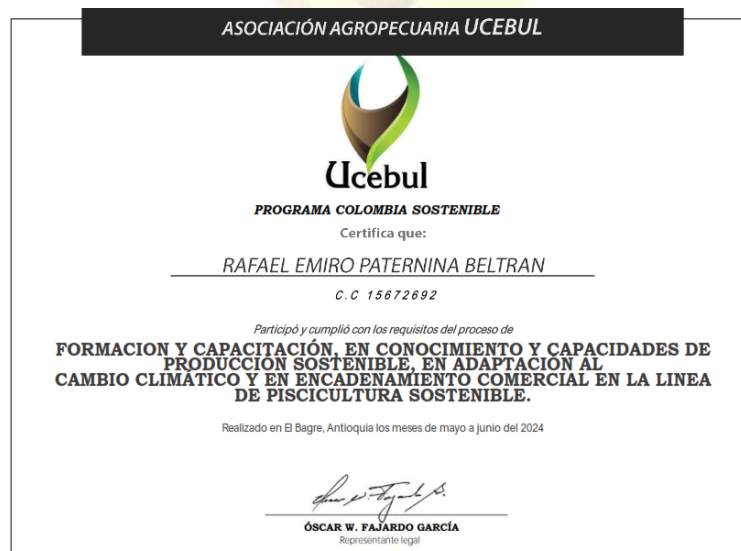 ASOCIACIÓN AGROPECUARIA UCEBUL
Ucebul
PROGRAMA COLOMBIA SOSTENIBLE
Certifica que:
RAFAEL EMIRO PATERNINA BELTRAN
C.C 15672692
Participó y cumplió con los requisitos del proceso de
FORMACION Y CAPACITACIÓN, EN CONOCIMIENTO Y CAPACIDADES DE
PRODUCCIÓN SOSTENIBLE, EN ADAPTACIÓN AL
CAMBIO CLIMÁTICO Y EN ENCADENAMIENTO COMERCIAL EN LA LINEA
DE PISCICULTURA SOSTENIBLE.
Realizado en El Bagre, Antioquia los meses de mayo a junio del 2024
ÓSCAR W. FAJARDO GARCÍA
Representante legal